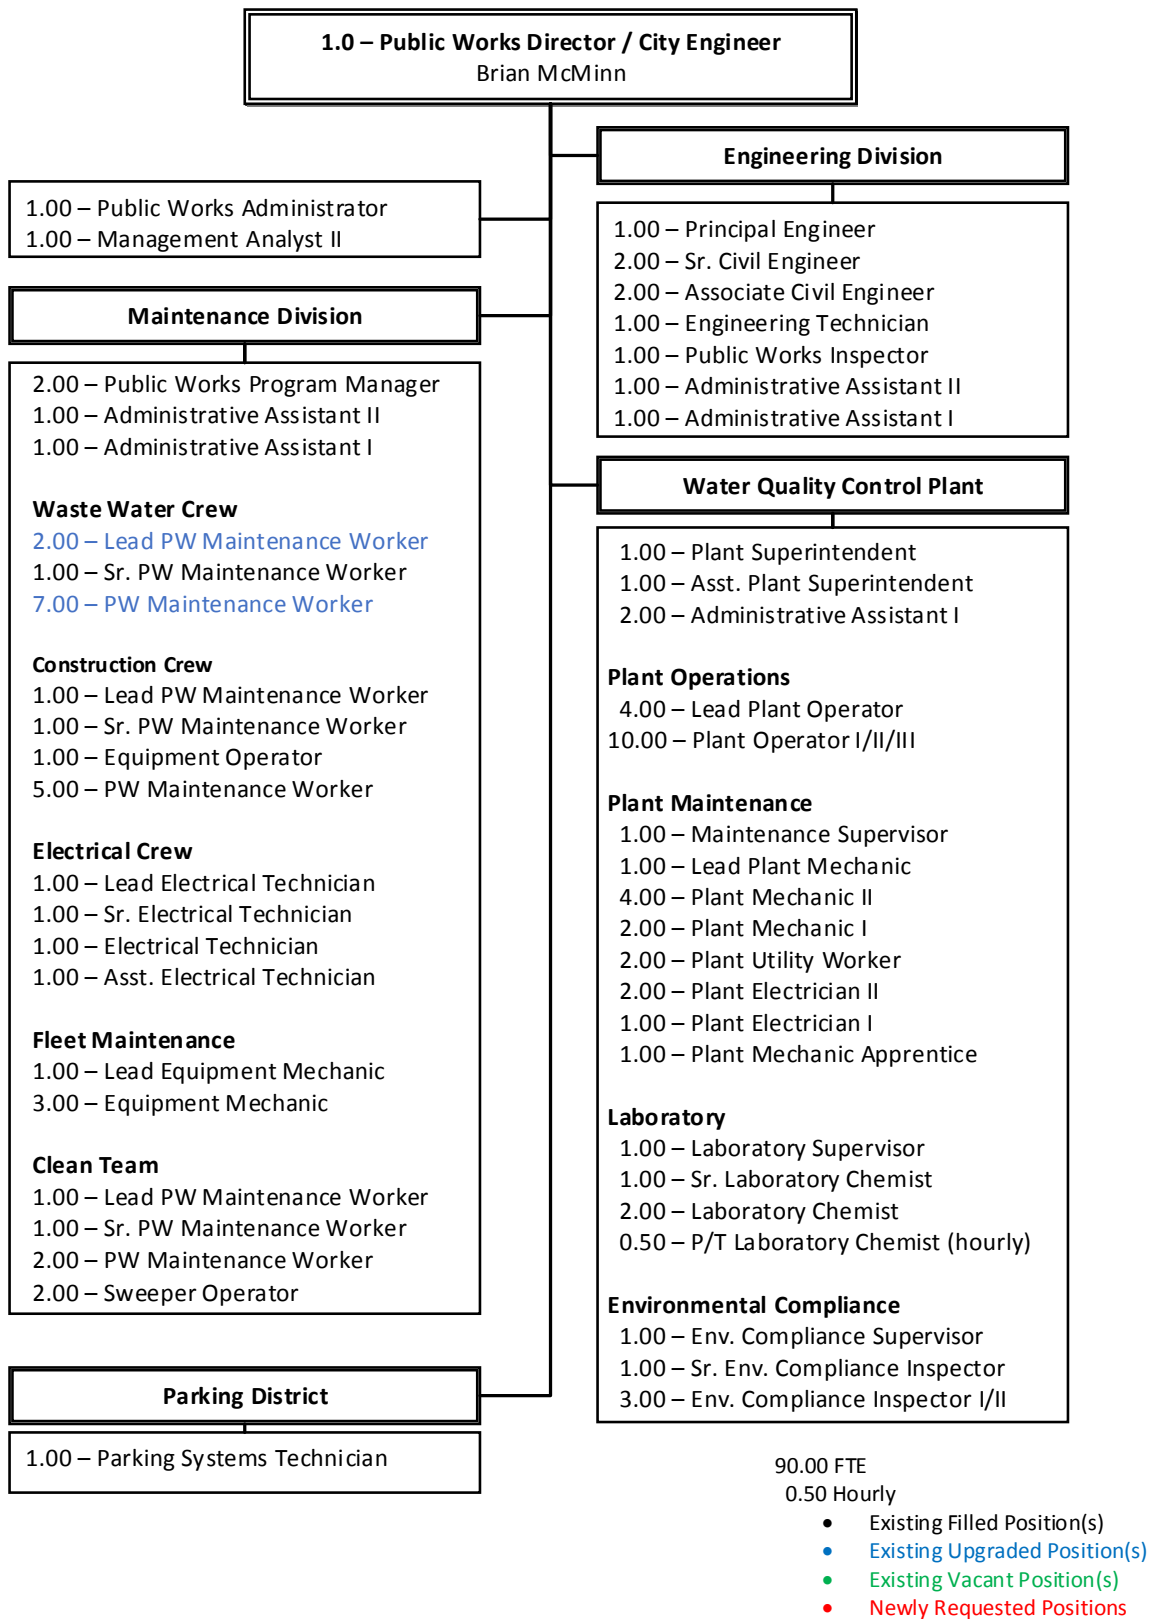 1.0 – Public Works Director / City Engineer
Brian McMinn
1.00 – Public Works Administrator
1.00 – Management Analyst II
Maintenance Division
2.00 – Public Works Program Manager
1.00 – Administrative Assistant II
1.00 – Administrative Assistant I
Waste Water Crew
2.00 – Lead PW Maintenance Worker
1.00 – Sr. PW Maintenance Worker
7.00 – PW Maintenance Worker
Construction Crew
1.00 – Lead PW Maintenance Worker
1.00 – Sr. PW Maintenance Worker
1.00 – Equipment Operator
5.00 – PW Maintenance Worker
Electrical Crew
1.00 – Lead Electrical Technician
1.00 – Sr. Electrical Technician
1.00 – Electrical Technician
1.00 – Asst. Electrical Technician
Fleet Maintenance
1.00 – Lead Equipment Mechanic
3.00 – Equipment Mechanic
Clean Team
1.00 – Lead PW Maintenance Worker
1.00 – Sr. PW Maintenance Worker
2.00 – PW Maintenance Worker
2.00 – Sweeper Operator
Parking District
1.00 – Parking Systems Technician
Engineering Division
1.00 – Principal Engineer
2.00 – Sr. Civil Engineer
2.00 – Associate Civil Engineer
1.00 – Engineering Technician
1.00 – Public Works Inspector
1.00 – Administrative Assistant II
1.00 – Administrative Assistant I
Water Quality Control Plant
1.00 – Plant Superintendent
1.00 – Asst. Plant Superintendent
2.00 – Administrative Assistant I
Plant Operations
4.00 – Lead Plant Operator
10.00 – Plant Operator I/II/III
Plant Maintenance
1.00 – Maintenance Supervisor
1.00 – Lead Plant Mechanic
4.00 – Plant Mechanic II
2.00 – Plant Mechanic I
2.00 – Plant Utility Worker
2.00 – Plant Electrician II
1.00 – Plant Electrician I
1.00 – Plant Mechanic Apprentice
Laboratory
1.00 – Laboratory Supervisor
1.00 – Sr. Laboratory Chemist
2.00 – Laboratory Chemist
0.50 – P/T Laboratory Chemist (hourly)
Environmental Compliance
1.00 – Env. Compliance Supervisor
1.00 – Sr. Env. Compliance Inspector
3.00 – Env. Compliance Inspector I/II
90.00 FTE
0.50 Hourly
• Existing Filled Position(s)
• Existing Upgraded Position(s)
• Existing Vacant Position(s)
• Newly Requested Positions